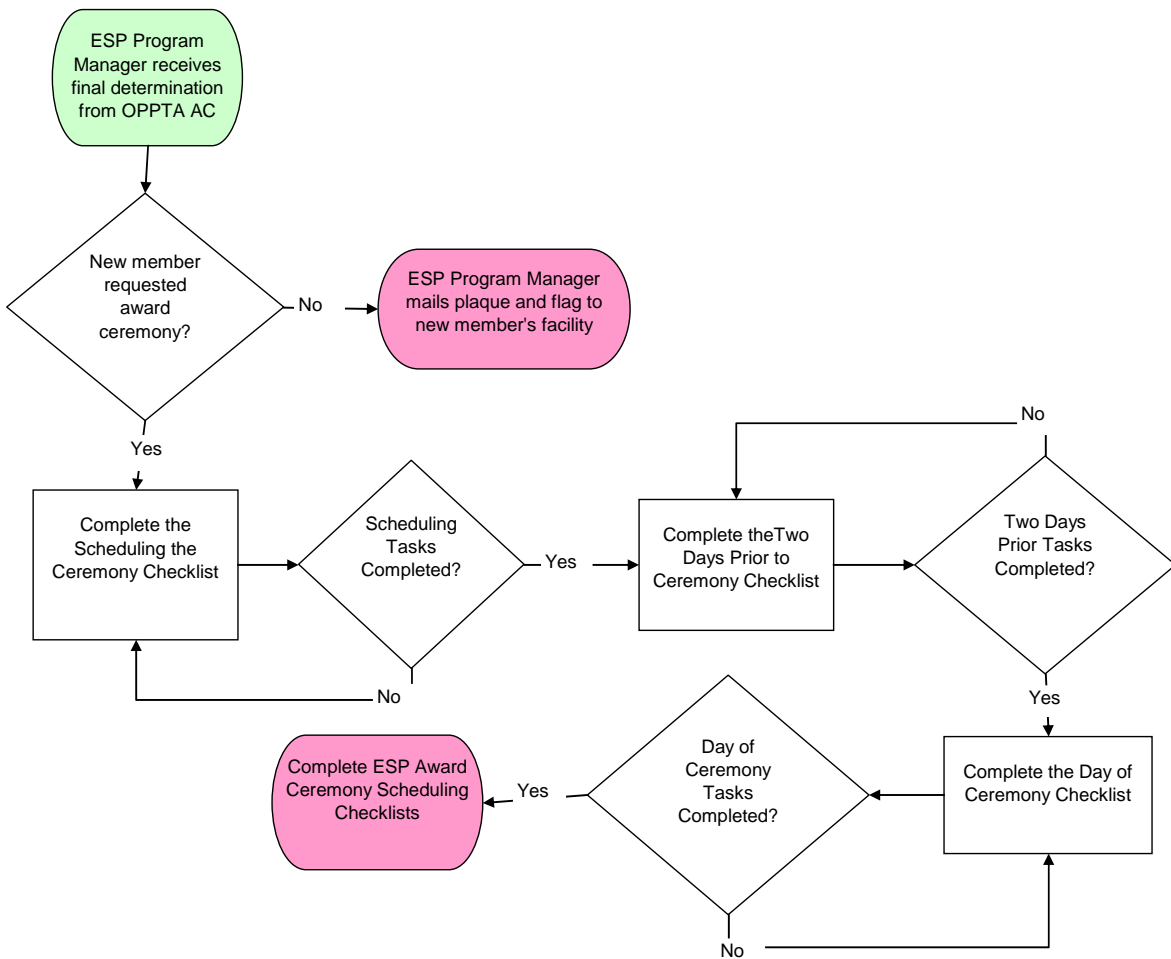 ESP Program
Manager receives
final determination
from OPPTA AC
New member
requested
award
ceremony?
No
ESP Program Manager
mails plaque and flag to
new member's facility
Yes
No
Complete the
Scheduling the
Ceremony Checklist
Scheduling
Tasks
Completed?
Yes
Complete theTwo
Days Prior to
Ceremony Checklist
Two Days
Prior Tasks
Completed?
No
Yes
Complete ESP Award
Ceremony Scheduling
Checklists
Yes
Day of
Ceremony
Tasks
Completed?
Complete the Day of
Ceremony Checklist
No